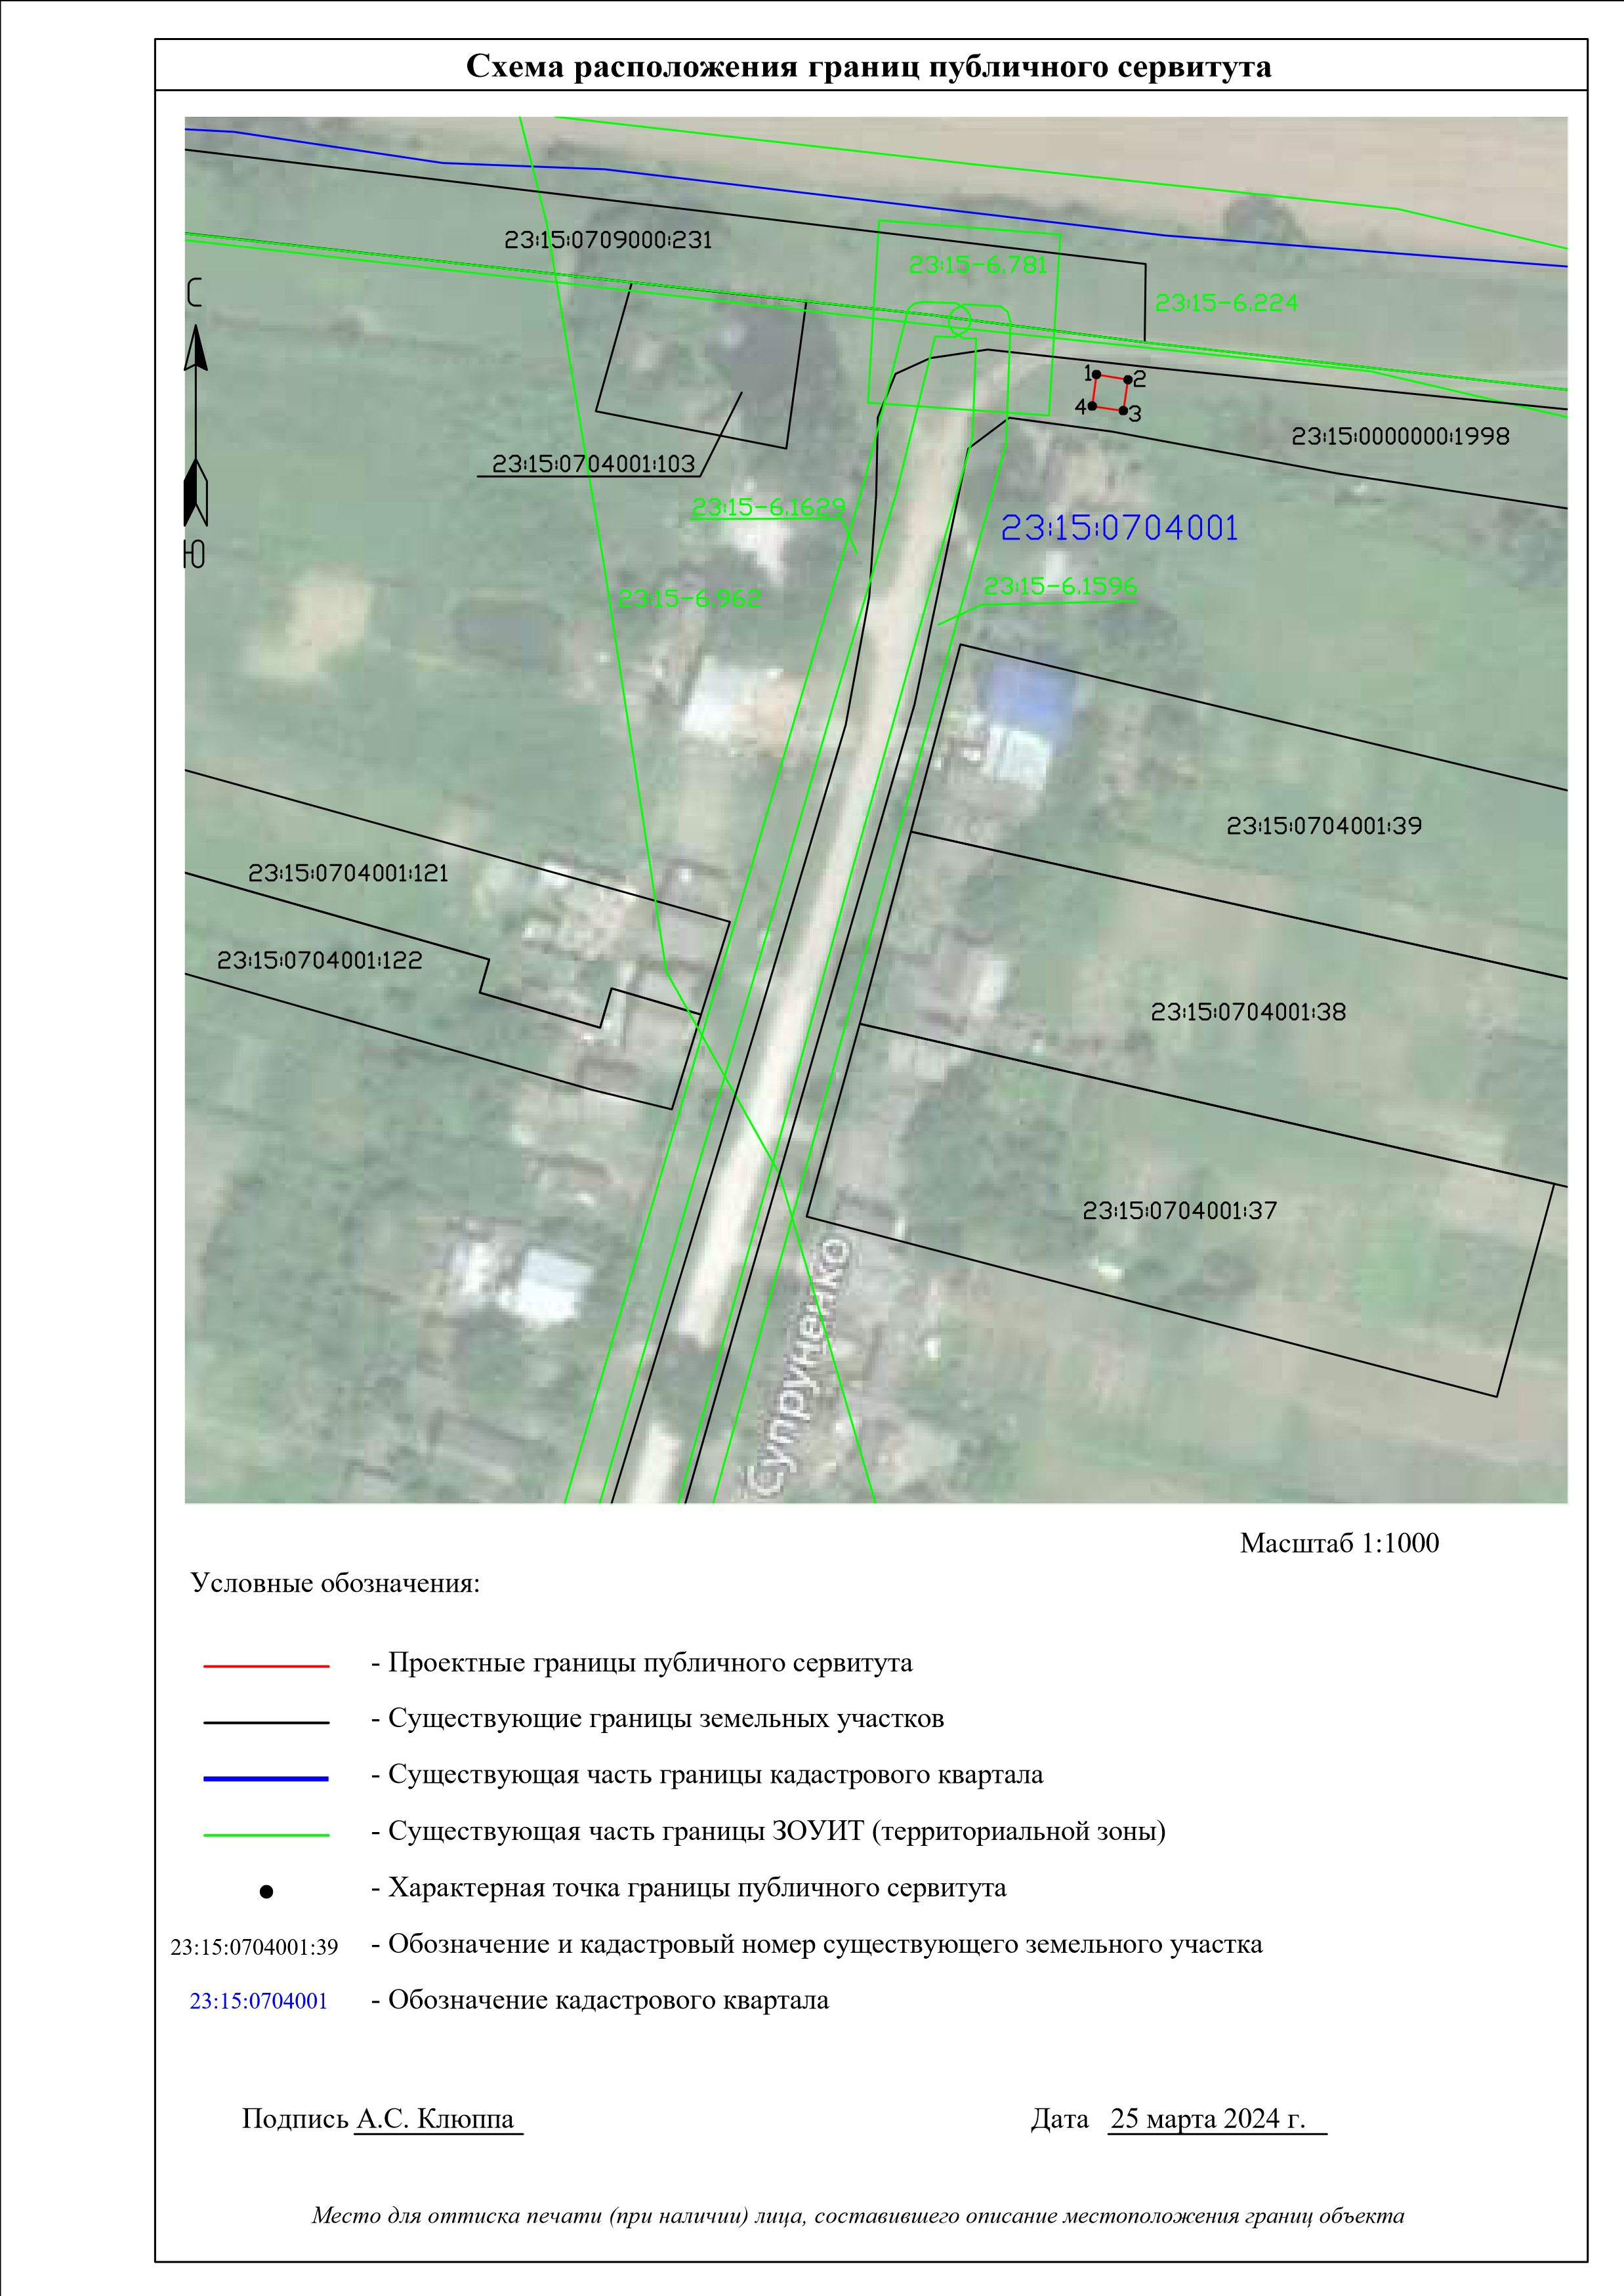 Схема расположения границ публичного сервитута
23:15:0709000:231
23:15-6.781
С
23:15-6.224
1
2
4
3
23:15:0000000:1998
23:15:0704001:103
23:15-6.1629
23:15:0704001
Ю
23:15-6.1596
23:15-6.962
23:15:0704001:39
23:15:0704001:121
23:15:0704001:122
23:15:0704001:38
23:15:0704001:37
Супруненко
Масштаб 1:1000
Условные обозначения:
- Проектные границы публичного сервитута
- Существующие границы земельных участков
- Существующая часть границы кадастрового квартала
- Существующая часть границы ЗОУИТ (территориальной зоны)
- Характерная точка границы публичного сервитута
23:15:0704001:39 - Обозначение и кадастровый номер существующего земельного участка
23:15:0704001 - Обозначение кадастрового квартала
Подпись А.С. Клюппа Дата 25 марта 2024 г.
Место для оттиска печати (при наличии) лица, составившего описание местоположения границ объекта